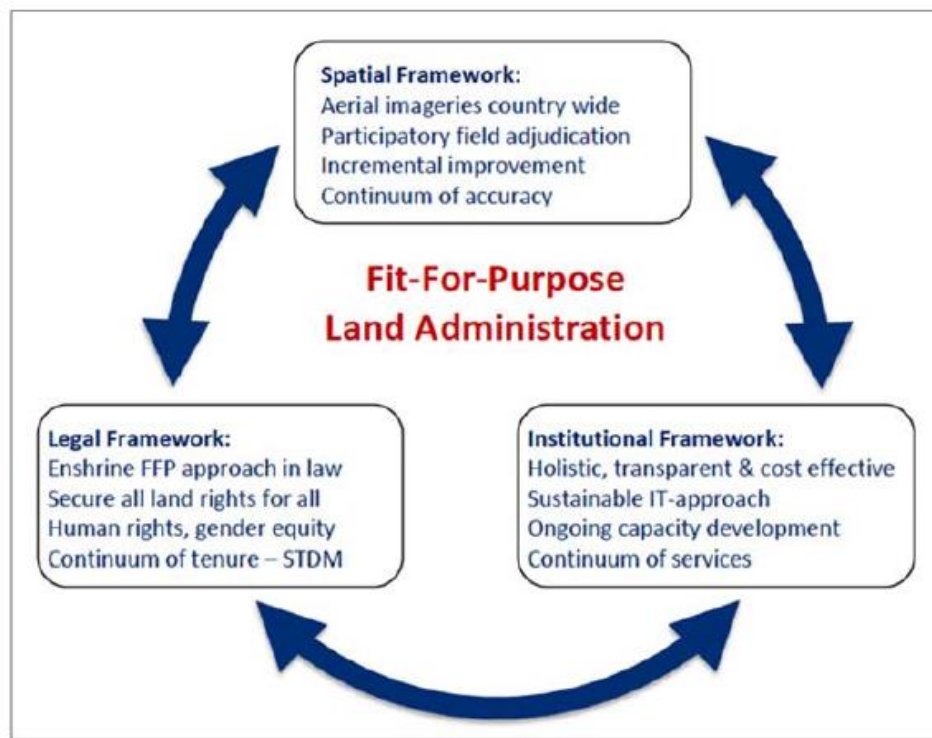 Spatial Framework:
Aerial imageries country wide
Participatory field adjudication
Incremental improvement
Continuum of accuracy
Fit-For-Purpose
Land Administration
Legal Framework:
Enshrine FFP approach in law
Secure all land rights for all
Human rights, gender equity
Continuum of tenure – STDM
Institutional Framework:
Holistic, transparent & cost effective
Sustainable IT-approach
Ongoing capacity development
Continuum of services